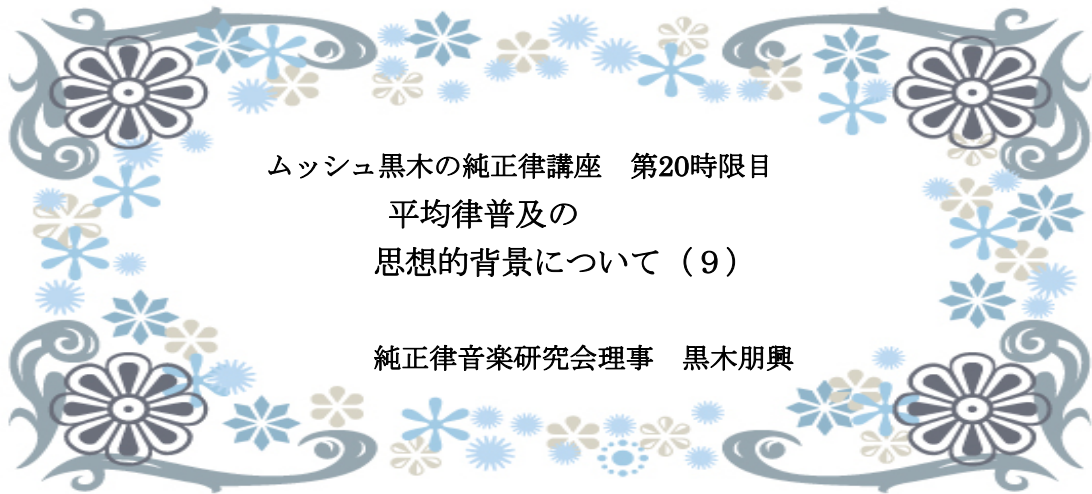 ムッシュ黒木の純正律講座　第20時限目
平均律普及の
思想的背景について（９）
純正律音楽研究会理事　黒木朋興